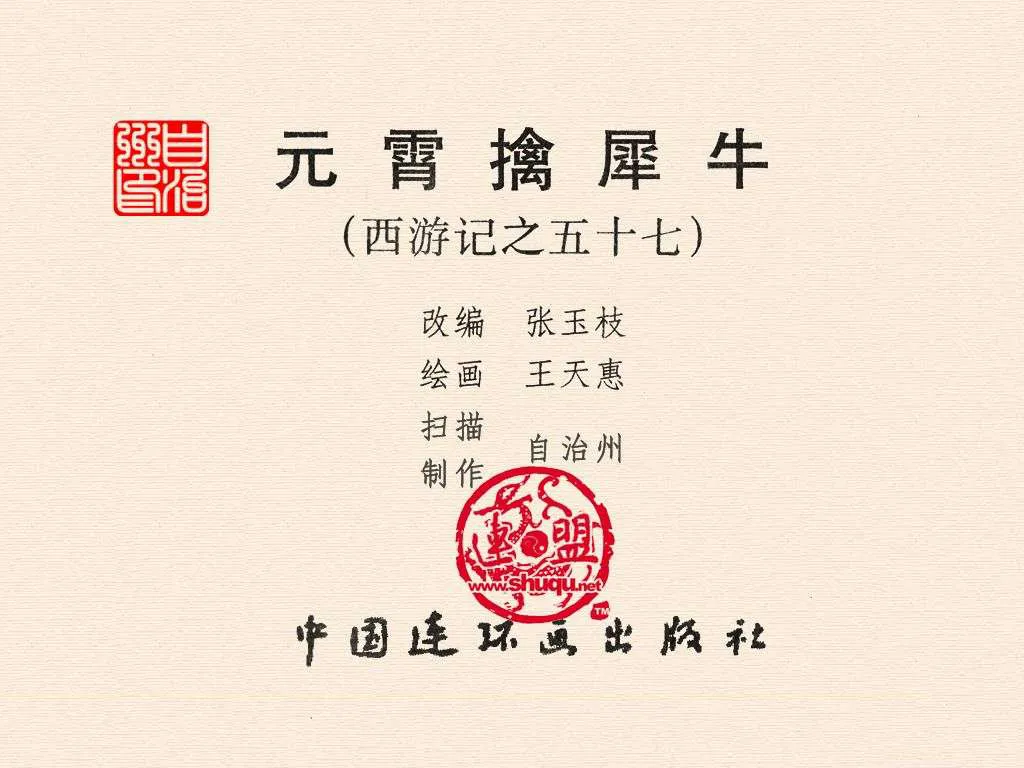 自治州印
元霄擒犀牛
（西游记之五十七）
改编 张玉枝
绘画 王天惠
扫描
制作 自治州
連盟
www.shuqu.net
TM
中国连环画出版社